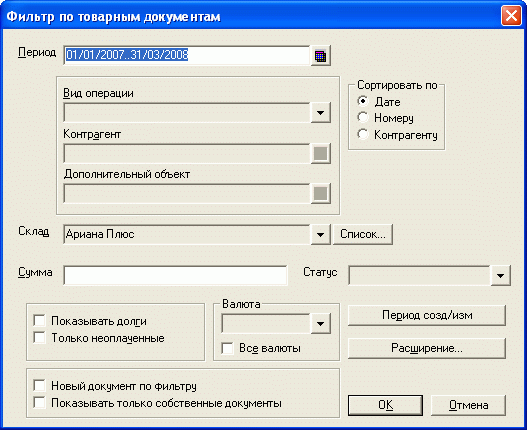 Фильтр по товарным документам
Период 01/01/2007..31/03/2008
Вид операции
Контрагент
Дополнительный объект
Сортировать по
Дате
Номеру
Контрагенту
Склад Ариана Плюс Список...
Сумма Статус
Показывать долги
Только неоплаченные
Валюта
Все валюты
Период созд/изм
Расширение...
Новый документ по фильтру
Показывать только собственные документы
OK Отмена